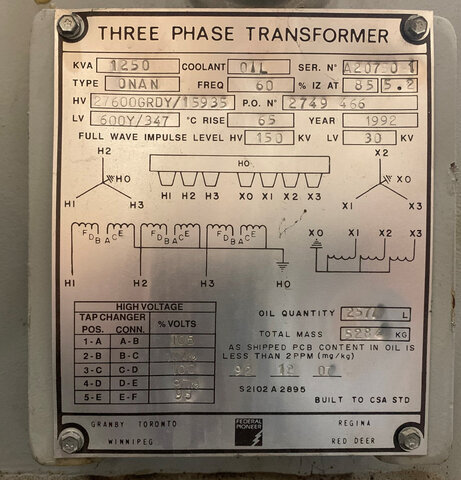 THREE PHASE TRANSFORMER
KVA 1250 COOLANT OIL SER. Nº
TYPE ONAN FREQ 60 % IZ AT 85 5.2
HV 27600GRDY/15935 P.O. Nº 2749 466
LV 600Y/347 °C RISE 65 YEAR 1992
FULL WAVE IMPULSE LEVEL HV 150 KV LV 30 KV
H2 HO X2
HO H1 H3 H1 H2 H3 X0 X1 X2 X3 X0 X1 X3
F D B A C E F D B A C E F D B A C E X0 X1 X2 X3
H1 H2 H3 HO
HIGH VOLTAGE
TAP CHANGER % VOLTS
POS. CONN.
1-A A-B 105
2-B B-C
3-C C-D 100
4-D D-E
5-E E-F 95
OIL QUANTITY L
TOTAL MASS KG
AS SHIPPED PCB CONTENT IN OIL IS
LESS THAN 2PPM (mg/kg)
92 12
S2102A2895
BUILT TO CSA STD
GRANBY TORONTO
WINNIPEG
FEDERAL
PIONEER
REGINA
RED DEER